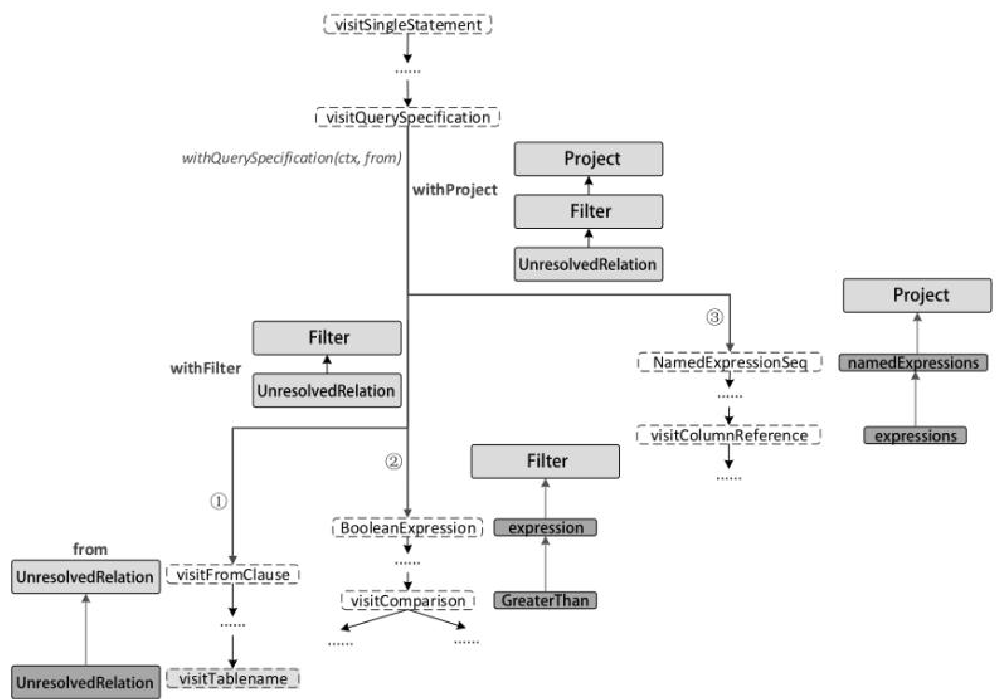 visitSingleStatement
......
visitQuerySpecification
withQuerySpecification(ctx, from)
withProject
Project
Filter
UnresolvedRelation
③
Project
NamedExpressionSeq
namedExpressions
......
visitColumnReference
expressions
......
withFilter
Filter
UnresolvedRelation
①
②
Filter
BooleanExpression
expression
......
visitComparison
GreaterThan
......
......
from
UnresolvedRelation
visitFromClause
......
UnresolvedRelation
visitTablename